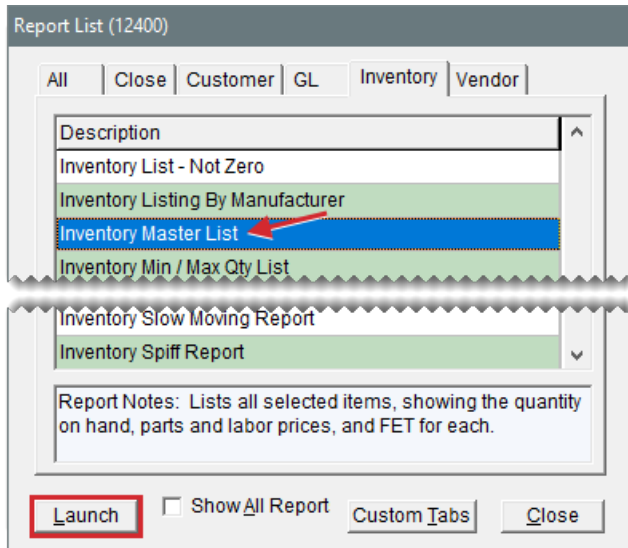 Report List (12400)
All Close Customer GL Inventory Vendor
Description
Inventory List - Not Zero
Inventory Listing By Manufacturer
Inventory Master List
Inventory Min / Max Qty List
Inventory Slow Moving Report
Inventory Spiff Report
Report Notes: Lists all selected items, showing the quantity
on hand, parts and labor prices, and FET for each.
Launch Show All Report Custom Tabs Close